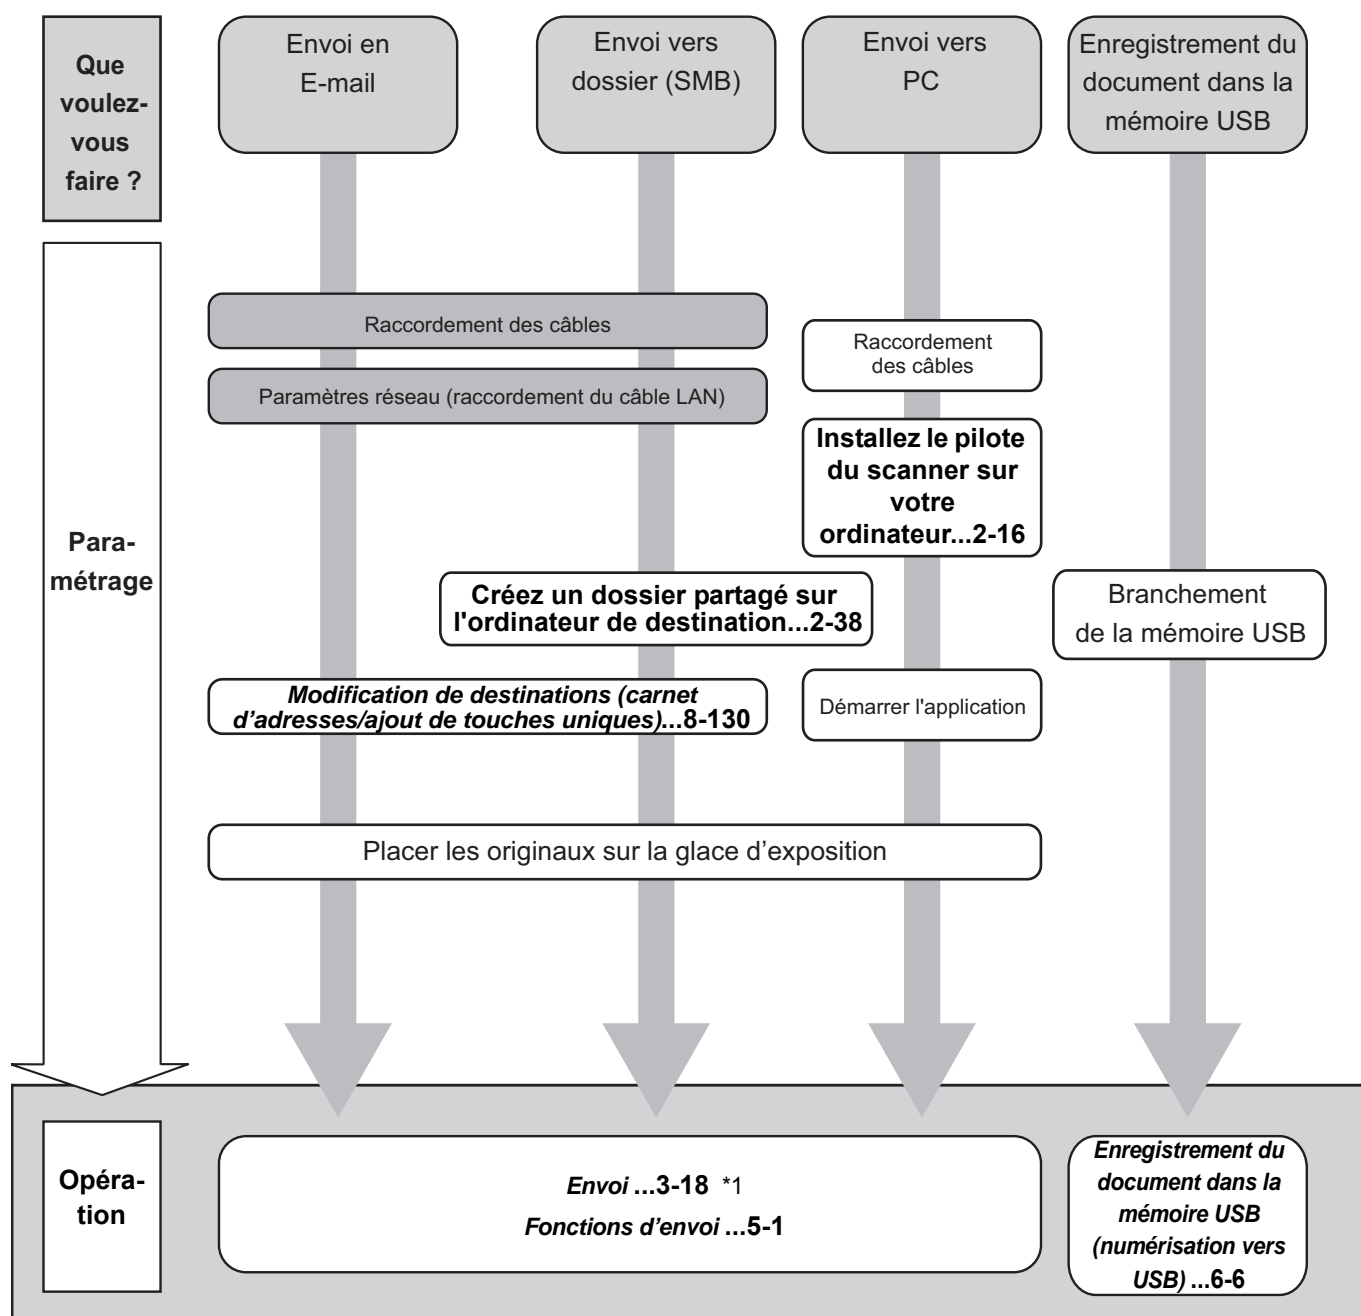 Que
voulez-
vous
faire ?
Envoi en
E-mail
Envoi vers
dossier (SMB)
Envoi vers
PC
Enregistrement du
document dans la
mémoire USB
Para-
métrage
Raccordement des câbles
Paramètres réseau (raccordement du câble LAN)
Raccordement
des câbles
Installez le pilote
du scanner sur
votre
ordinateur...2-16
Créez un dossier partagé sur
l'ordinateur de destination...2-38
Branchement
de la mémoire USB
Modification de destinations (carnet
d’adresses/ajout de touches uniques)...8-130
Démarrer l'application
Placer les originaux sur la glace d’exposition
Opéra-
tion
Envoi ...3-18 *1
Fonctions d’envoi ...5-1
Enregistrement du
document dans la
mémoire USB
(numérisation vers
USB) ...6-6